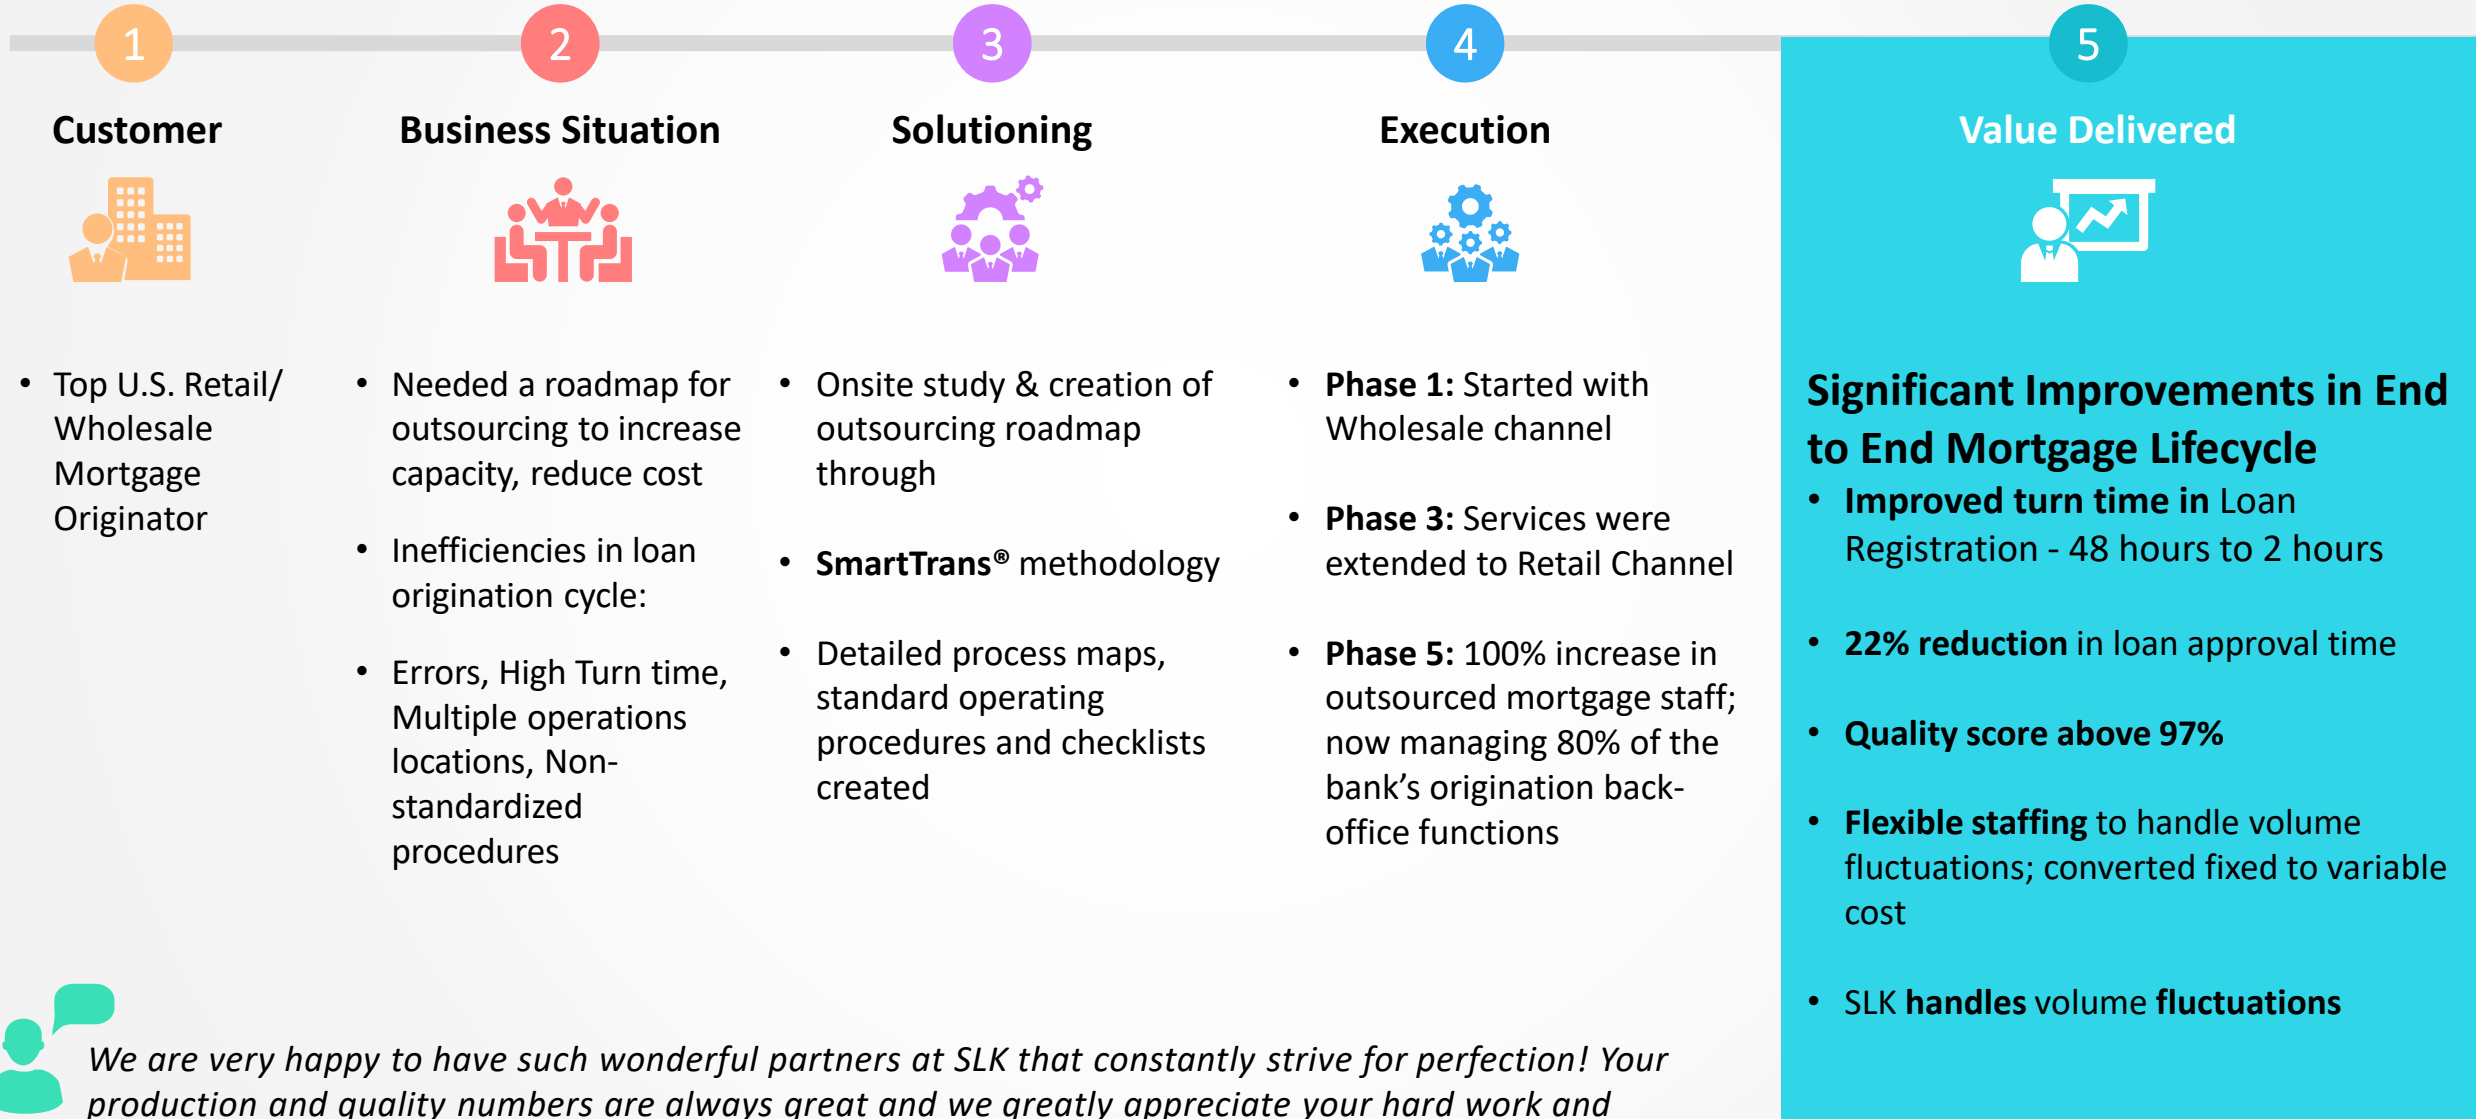 1
2
3
4
5
Customer
Business Situation
Solutioning
Execution
Value Delivered
• Top U.S. Retail/
Wholesale
Mortgage
Originator
• Needed a roadmap for
outsourcing to increase
capacity, reduce cost
• Inefficiencies in loan
origination cycle:
• Errors, High Turn time,
Multiple operations
locations, Non-
standardized
procedures
• Onsite study & creation of
outsourcing roadmap
through
• SmartTrans® methodology
• Detailed process maps,
standard operating
procedures and checklists
created
• Phase 1: Started with
Wholesale channel
• Phase 3: Services were
extended to Retail Channel
• Phase 5: 100% increase in
outsourced mortgage staff;
now managing 80% of the
bank’s origination back-
office functions
Significant Improvements in End
to End Mortgage Lifecycle
• Improved turn time in Loan
Registration - 48 hours to 2 hours
• 22% reduction in loan approval time
• Quality score above 97%
• Flexible staffing to handle volume
fluctuations; converted fixed to variable
cost
• SLK handles volume fluctuations
We are very happy to have such wonderful partners at SLK that constantly strive for perfection! Your
production and quality numbers are always great and we greatly appreciate your hard work and